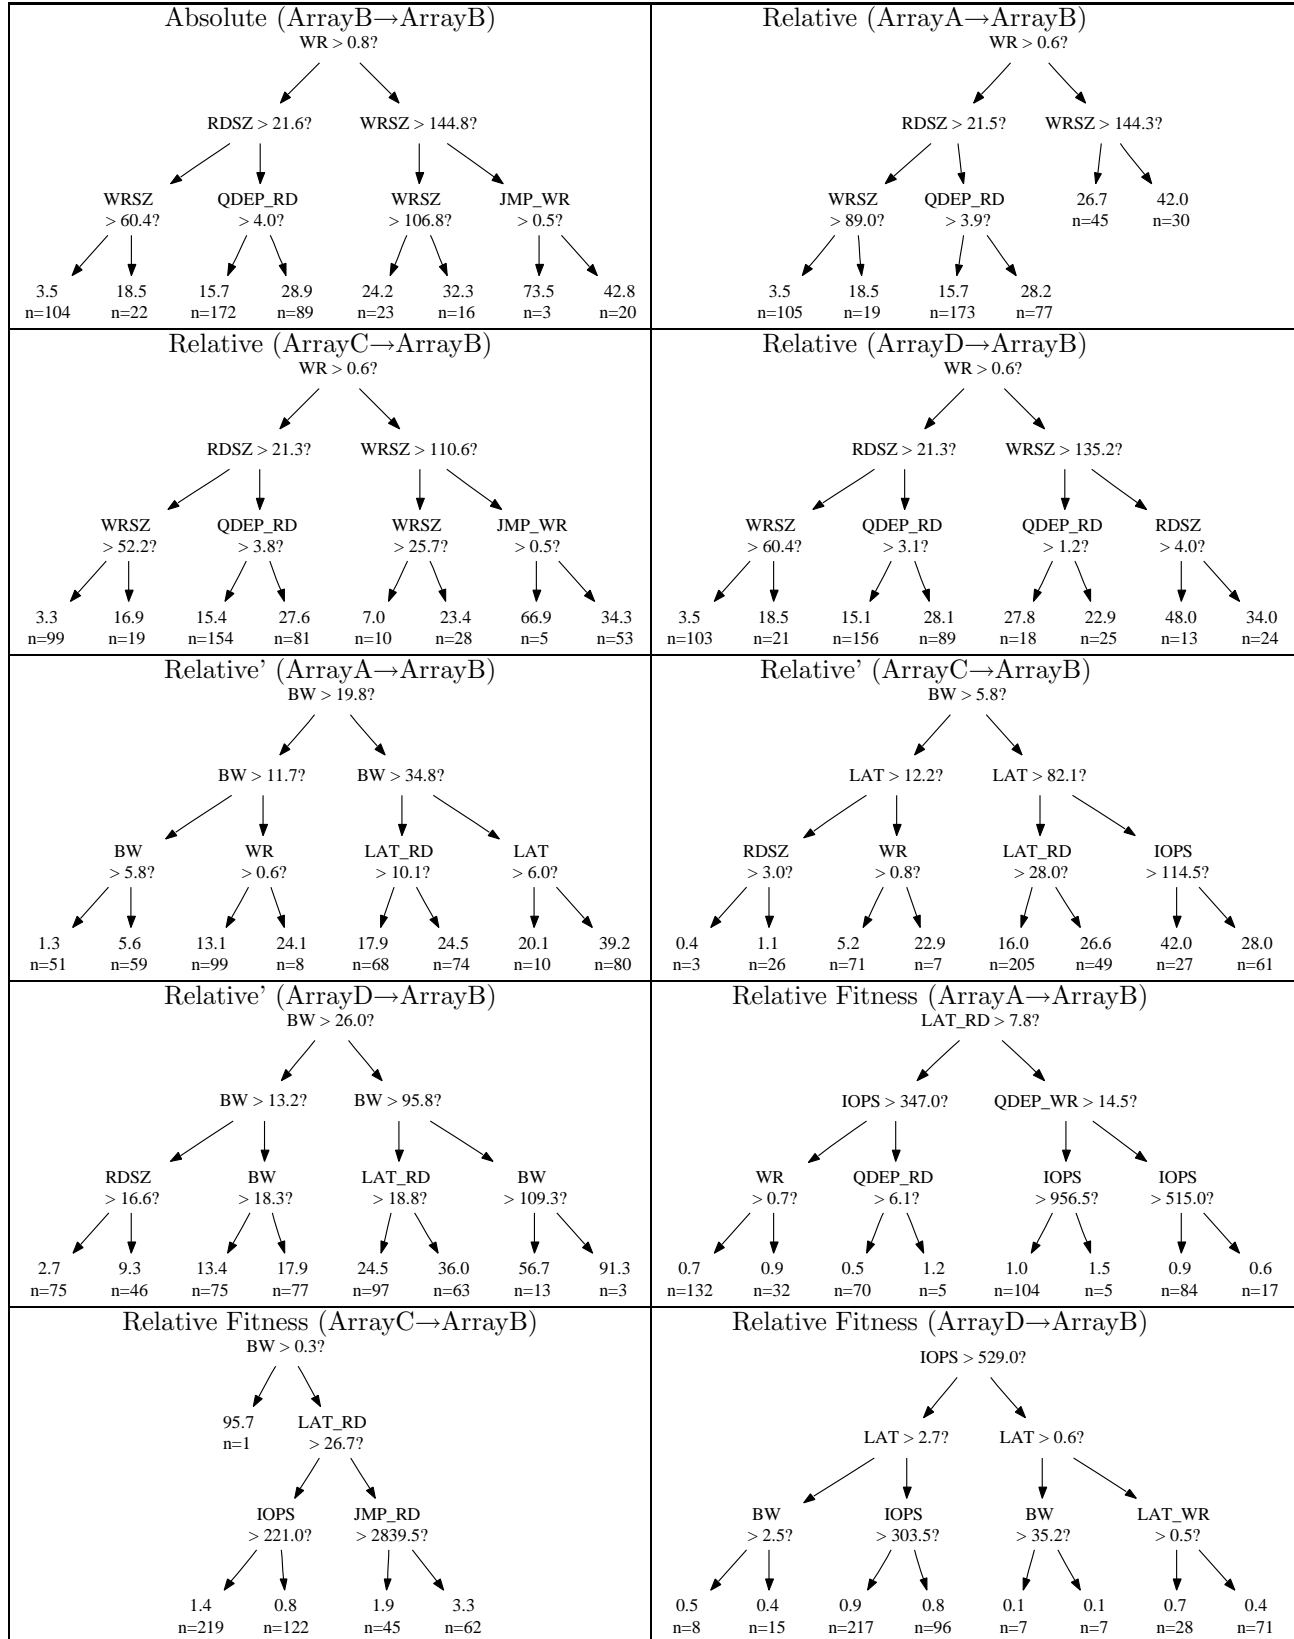 Absolute (ArrayB→ArrayB)
WR > 0.8?
RDSZ > 21.6? WRSZ > 144.8?
WRSZ QDEP_RD WRSZ JMP_WR
> 60.4? > 4.0? > 106.8? > 0.5?
3.5 18.5 15.7 28.9 24.2 32.3 73.5 42.8
n=104 n=22 n=172 n=89 n=23 n=16 n=3 n=20
Relative (ArrayA→ArrayB)
WR > 0.6?
RDSZ > 21.5? WRSZ > 144.3?
WRSZ QDEP_RD 26.7 42.0
> 89.0? > 3.9? n=45 n=30
3.5 18.5 15.7 28.2
n=105 n=19 n=173 n=77
Relative (ArrayC→ArrayB)
WR > 0.6?
RDSZ > 21.3? WRSZ > 110.6?
WRSZ QDEP_RD WRSZ JMP_WR
> 52.2? > 3.8? > 25.7? > 0.5?
3.3 16.9 15.4 27.6 7.0 23.4 66.9 34.3
n=99 n=19 n=154 n=81 n=10 n=28 n=5 n=53
Relative (ArrayD→ArrayB)
WR > 0.6?
RDSZ > 21.3? WRSZ > 135.2?
WRSZ QDEP_RD QDEP_RD RDSZ
> 60.4? > 3.1? > 1.2? > 4.0?
3.5 18.5 15.1 28.1 27.8 22.9 48.0 34.0
n=103 n=21 n=156 n=89 n=18 n=25 n=13 n=24
Relative’ (ArrayA→ArrayB)
BW > 19.8?
BW > 11.7? BW > 34.8?
BW WR LAT_RD LAT
> 5.8? > 0.6? > 10.1? > 6.0?
1.3 5.6 13.1 24.1 17.9 24.5 20.1 39.2
n=51 n=59 n=99 n=8 n=68 n=74 n=10 n=80
Relative’ (ArrayC→ArrayB)
BW > 5.8?
LAT > 12.2? LAT > 82.1?
RDSZ WR LAT_RD IOPS
> 3.0? > 0.8? > 28.0? > 114.5?
0.4 1.1 5.2 22.9 16.0 26.6 42.0 28.0
n=3 n=26 n=71 n=7 n=205 n=49 n=27 n=61
Relative’ (ArrayD→ArrayB)
BW > 26.0?
BW > 13.2? BW > 95.8?
RDSZ BW LAT_RD BW
> 16.6? > 18.3? > 18.8? > 109.3?
2.7 9.3 13.4 17.9 24.5 36.0 56.7 91.3
n=75 n=46 n=75 n=77 n=97 n=63 n=13 n=3
Relative Fitness (ArrayA→ArrayB)
LAT_RD > 7.8?
IOPS > 347.0? QDEP_WR > 14.5?
WR QDEP_RD IOPS IOPS
> 0.7? > 6.1? > 956.5? > 515.0?
0.7 0.9 0.5 1.2 1.0 1.5 0.9 0.6
n=132 n=32 n=70 n=5 n=104 n=5 n=84 n=17
Relative Fitness (ArrayC→ArrayB)
BW > 0.3?
95.7 LAT_RD
n=1 > 26.7?
IOPS JMP_RD
> 221.0? > 2839.5?
1.4 0.8 1.9 3.3
n=219 n=122 n=45 n=62
Relative Fitness (ArrayD→ArrayB)
IOPS > 529.0?
LAT > 2.7? LAT > 0.6?
BW IOPS BW LAT_WR
> 2.5? > 303.5? > 35.2? > 0.5?
0.5 0.4 0.9 0.8 0.1 0.1 0.7 0.4
n=8 n=15 n=217 n=96 n=7 n=7 n=28 n=71